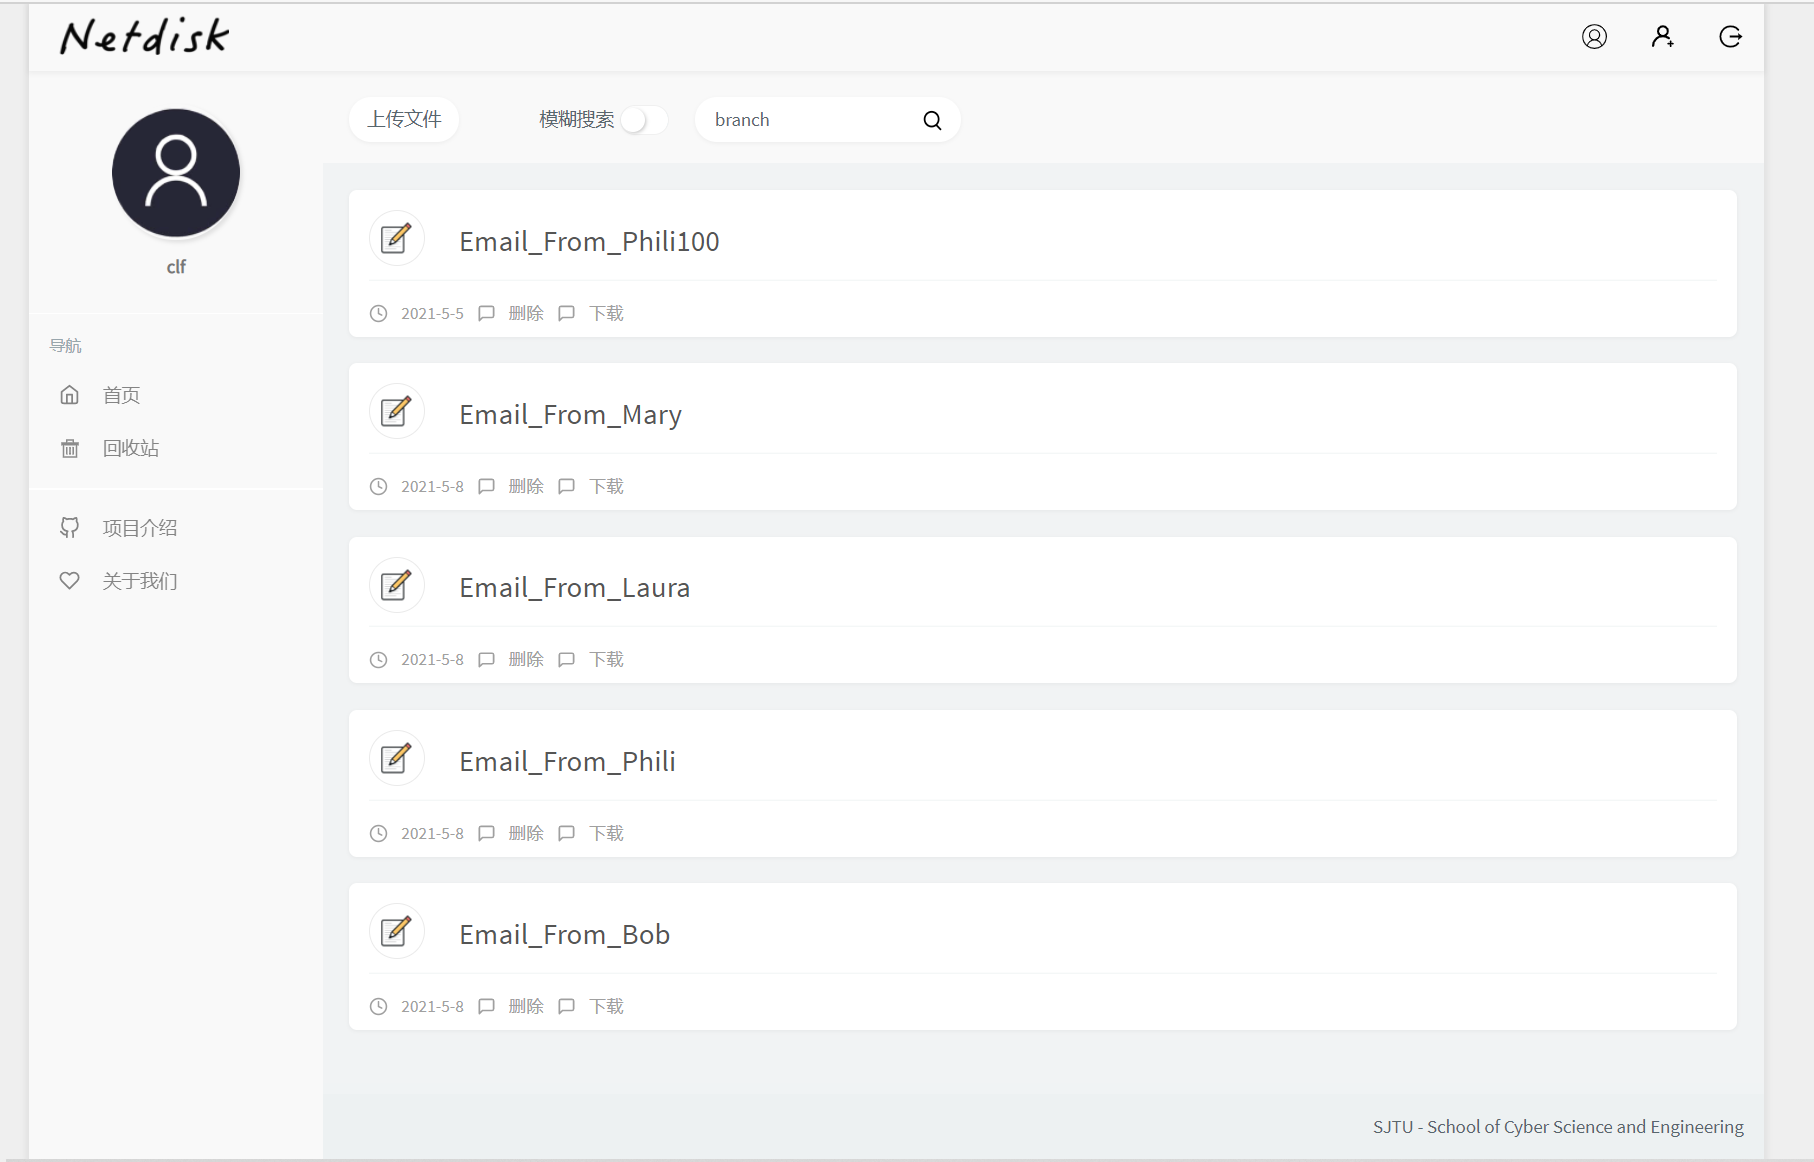 Netdisk
clf
导航
首页
回收站
项目介绍
关于我们
上传文件 模糊搜索 branch
Email_From_Phili100
2021-5-5 删除 下载
Email_From_Mary
2021-5-8 删除 下载
Email_From_Laura
2021-5-8 删除 下载
Email_From_Phili
2021-5-8 删除 下载
Email_From_Bob
2021-5-8 删除 下载
SJTU - School of Cyber Science and Engineering